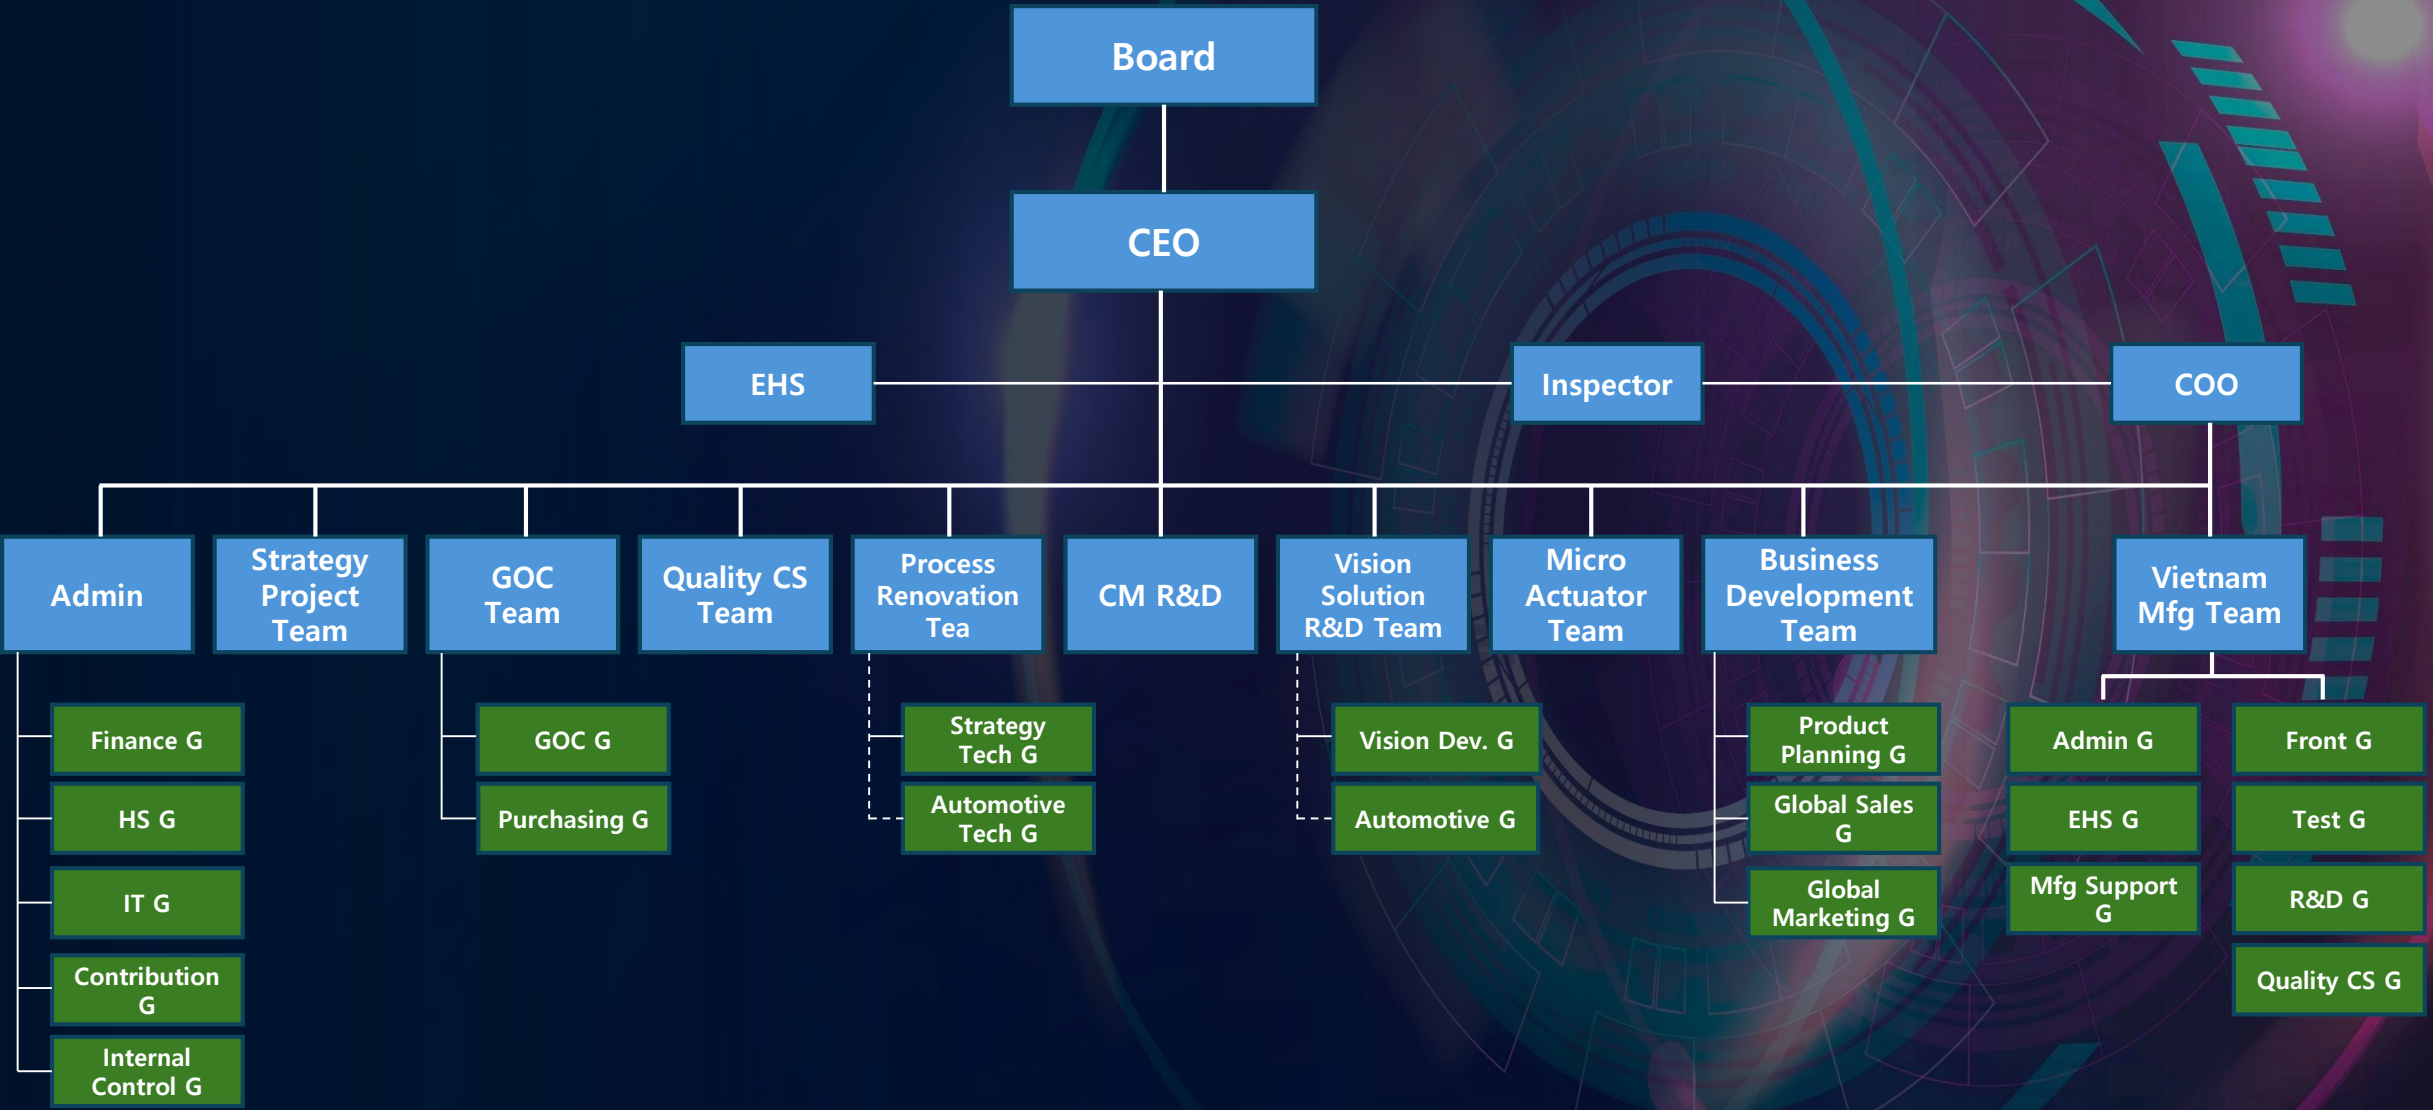 Board
CEO
EHS
Inspector
COO
Admin
Strategy
Project
Team
GOC
Team
Quality CS
Team
Process
Renovation
Tea
CM R&D
Vision
Solution
R&D Team
Micro
Actuator
Team
Business
Development
Team
Vietnam
Mfg Team
Finance G
HS G
IT G
Contribution
G
Internal
Control G
GOC G
Purchasing G
Strategy
Tech G
Automotive
Tech G
Vision Dev. G
Automotive G
Product
Planning G
Global Sales
G
Global
Marketing G
Admin G
EHS G
Mfg Support
G
Front G
Test G
R&D G
Quality CS G